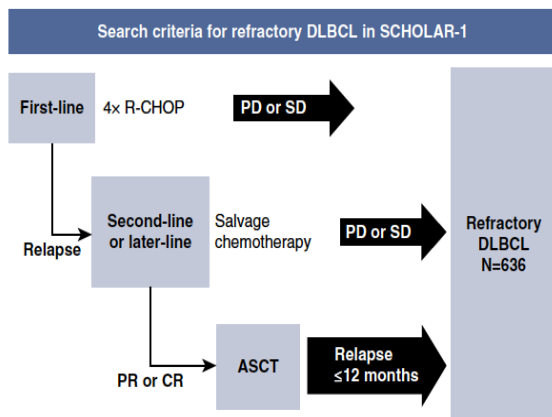 Search criteria for refractory DLBCL in SCHOLAR-1
First-line
4× R-CHOP
PD or SD
Relapse
Second-line
or later-line
Salvage
chemotherapy
PD or SD
Refractory
DLBCL
N=636
PR or CR
ASCT
Relapse
≤12 months